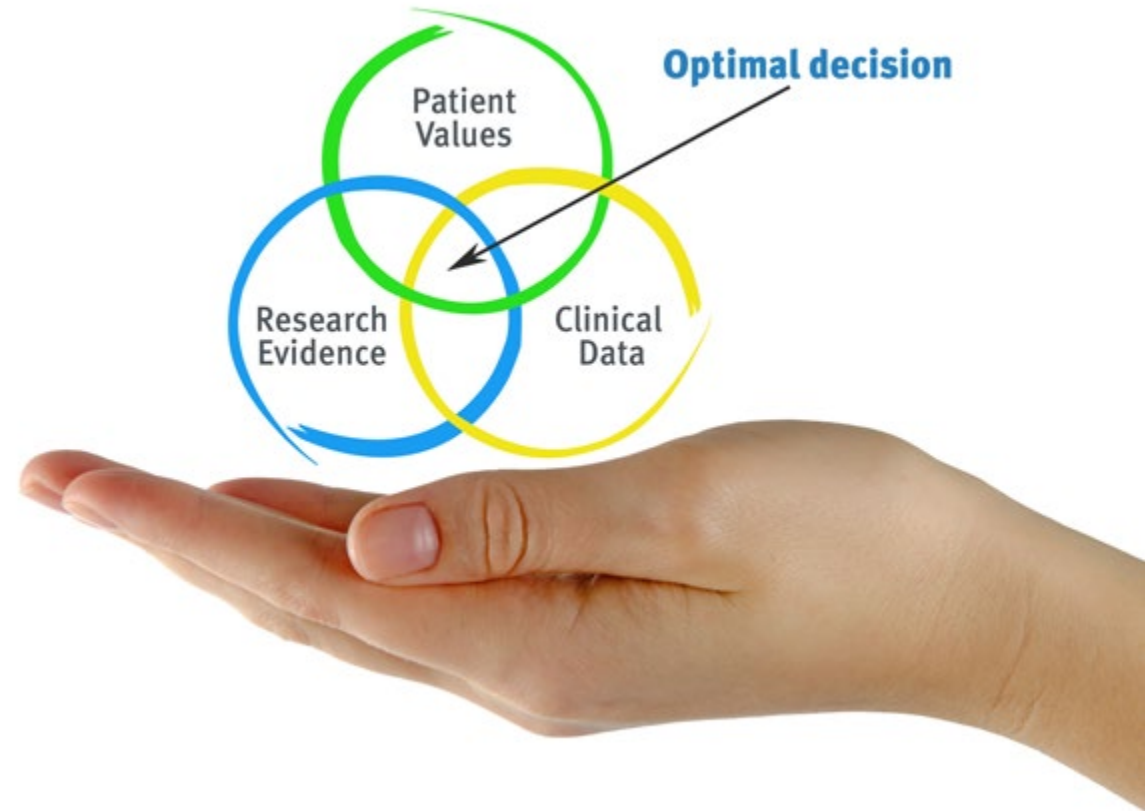 Optimal decision
Patient
Values
Research
Evidence
Clinical
Data